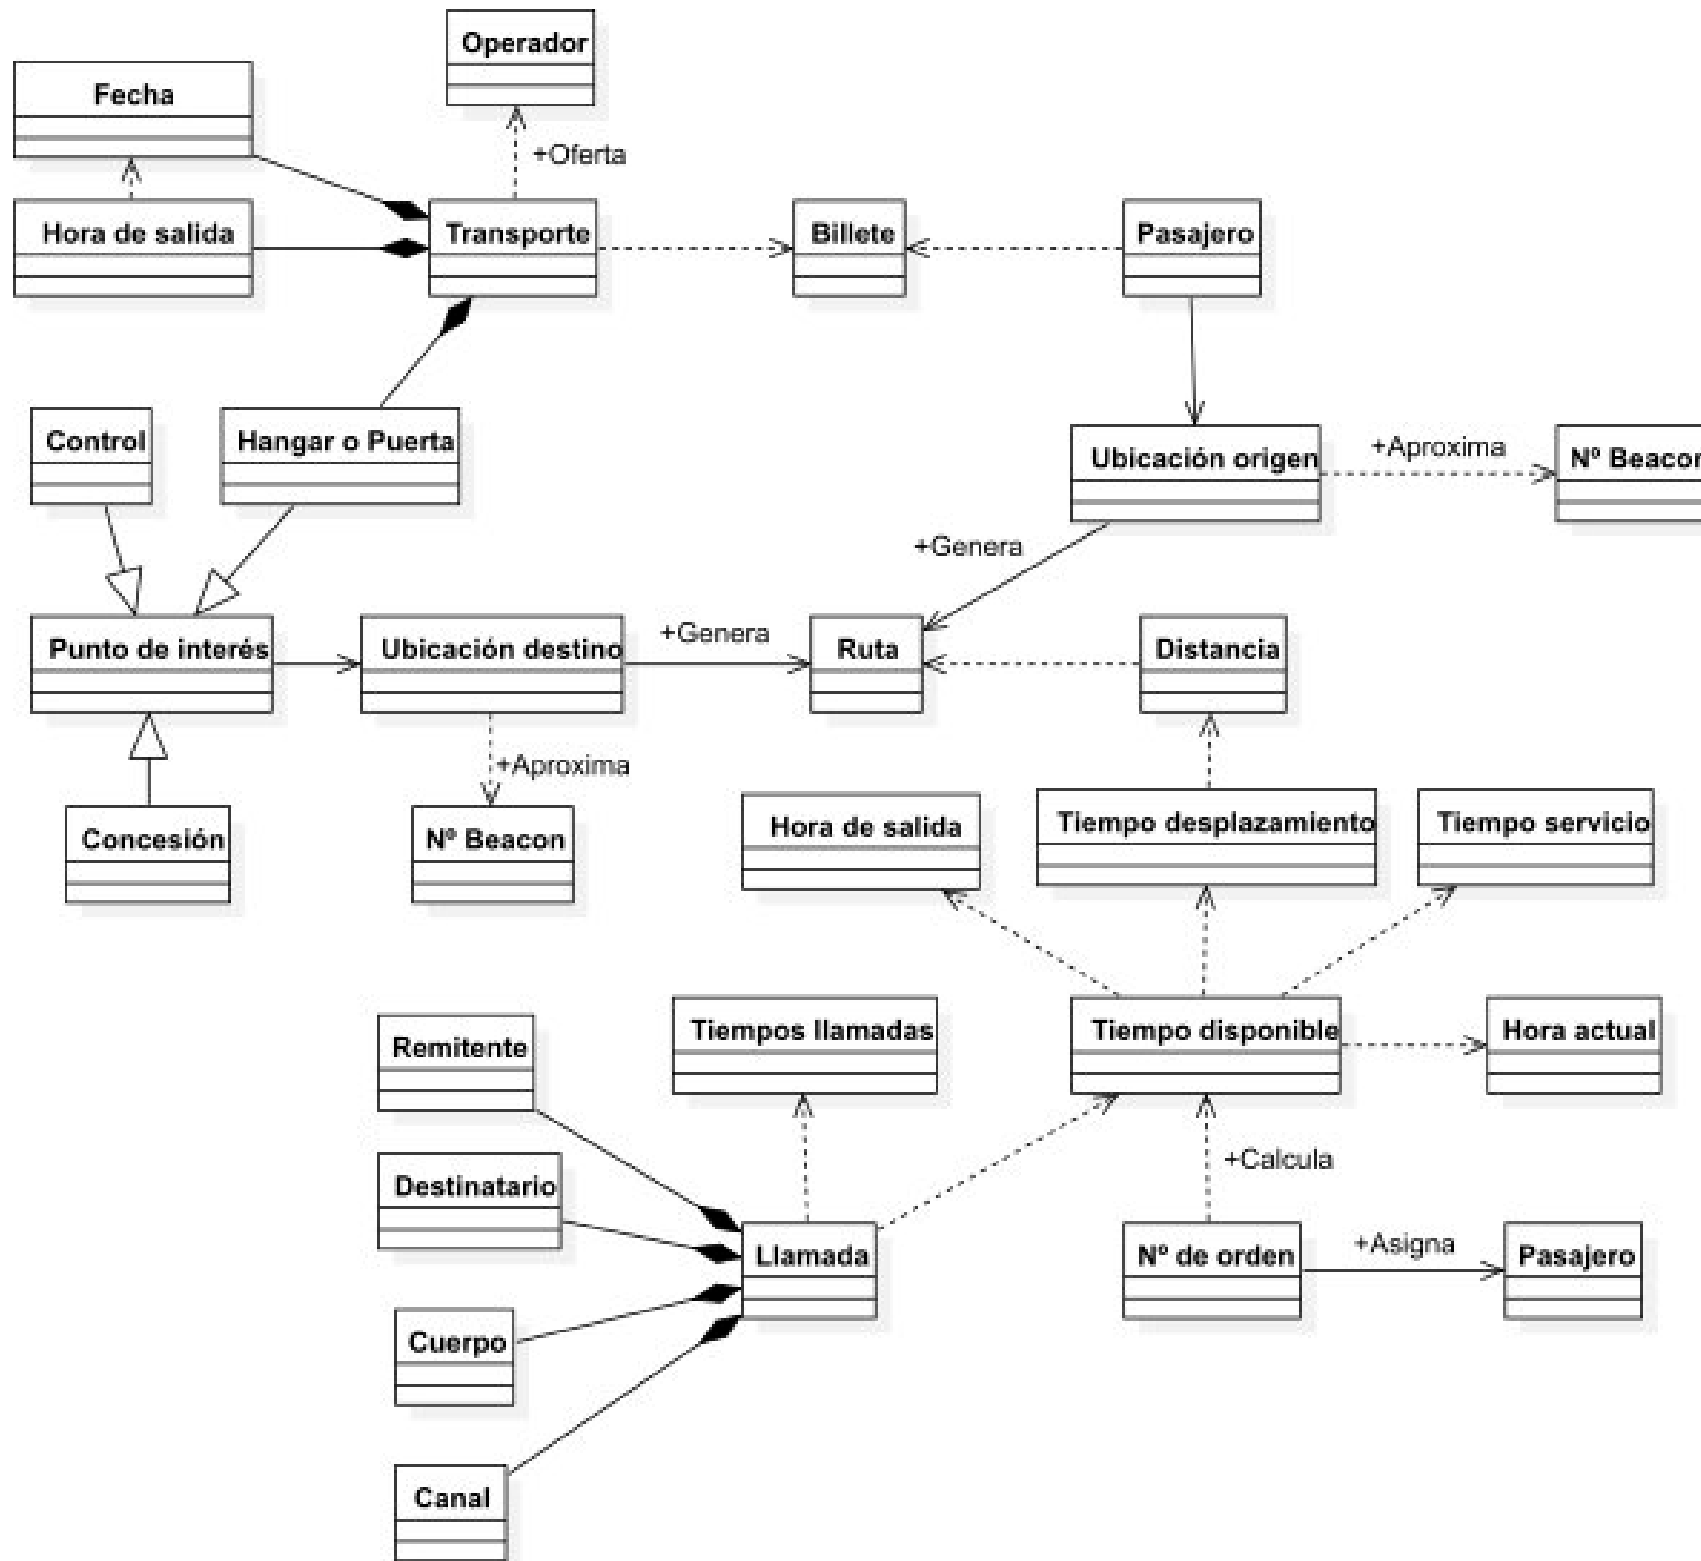 Operador
Fecha
+Oferta
Hora de salida
Transporte
Billete
Pasajero
Control
Hangar o Puerta
Ubicación origen
+Aproxima
Nº Beacon
+Genera
Punto de interés
Ubicación destino
+Genera
Ruta
Distancia
+Aproxima
Concesión
Nº Beacon
Hora de salida
Tiempo desplazamiento
Tiempo servicio
Remitente
Tiempos llamadas
Tiempo disponible
Hora actual
Destinatario
+Calcula
Llamada
Nº de orden
+Asigna
Pasajero
Cuerpo
Canal